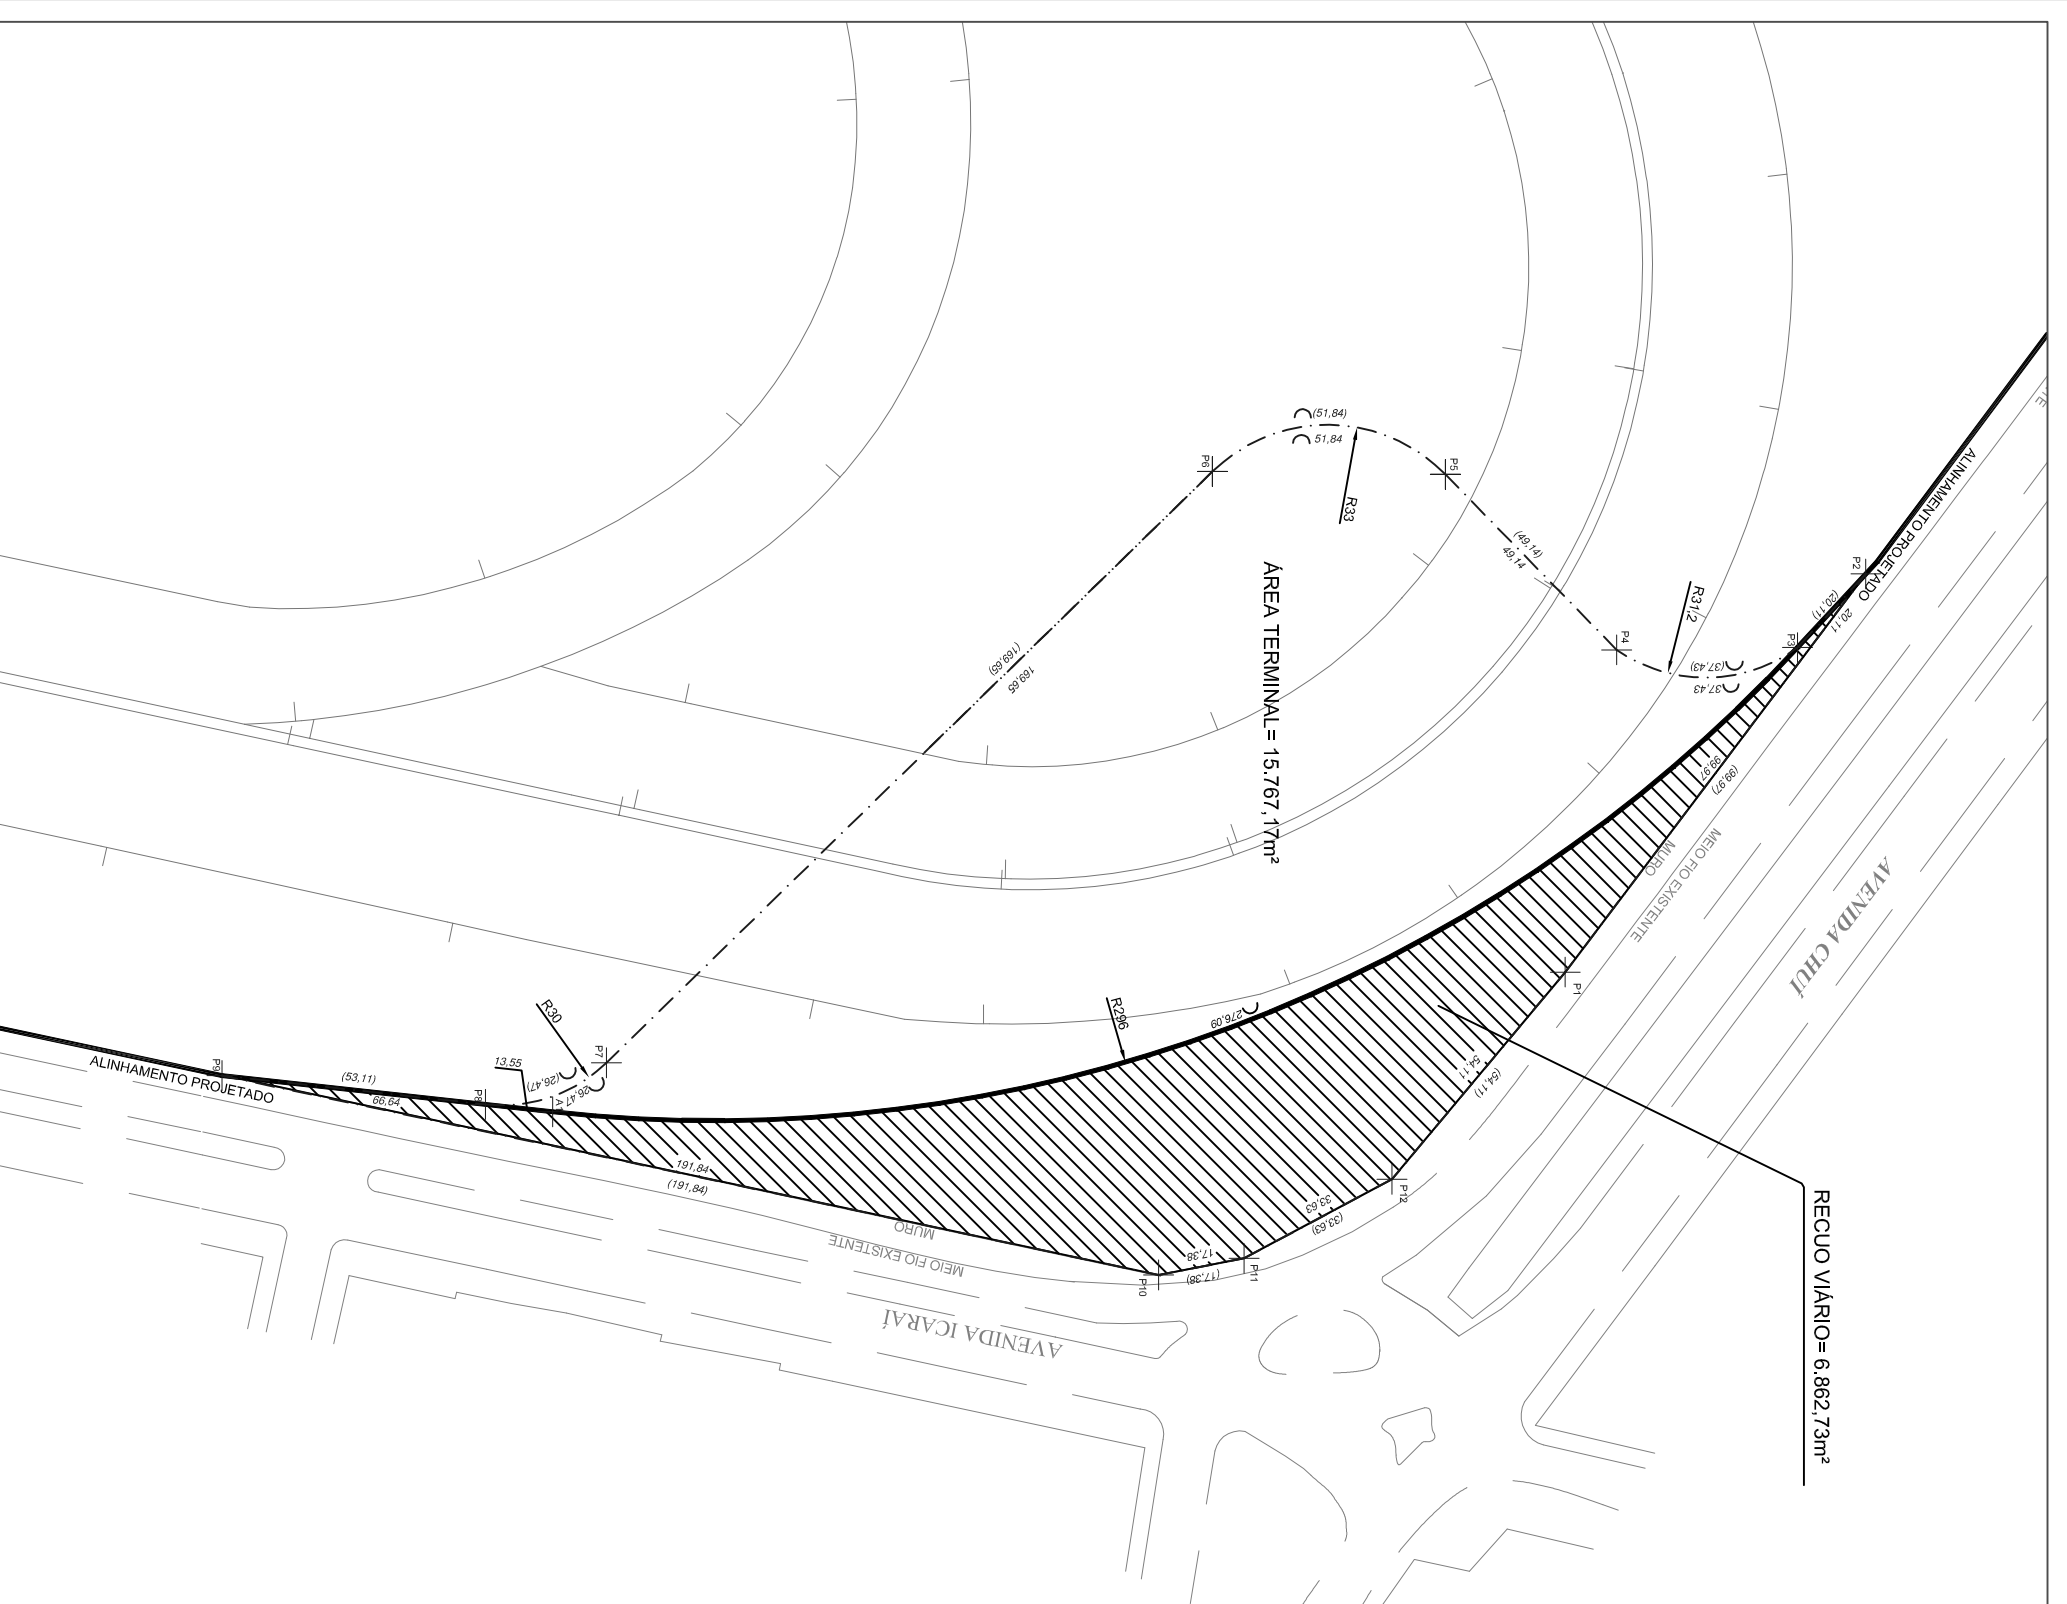 (51,84)
51,84
P6
P5
R33
(49,14)
49,14
P4
R31,2
P3
P2
(37,43)
37,43
(20,11)
20,11
ALINHAMENTO PROJETADO
ÁREA TERMINAL= 15.767,17m²
(169,65)
169,65
99,97
(99,97)
MURO
MEIO FIO EXISTENTE
AVENIDA CHUÍ
P1
R30
P7
13,55
(26,47)
26,47
R296
276,09
54,11
(54,11)
P9
ALINHAMENTO PROJETADO
(53,11)
66,64
P8
191,84
(191,84)
MURO
MEIO FIO EXISTENTE
P12
33,63
(33,63)
17,38
(17,38)
P11
P10
AVENIDA ICARAÍ
RECUO VIÁRIO= 6.862,73m²